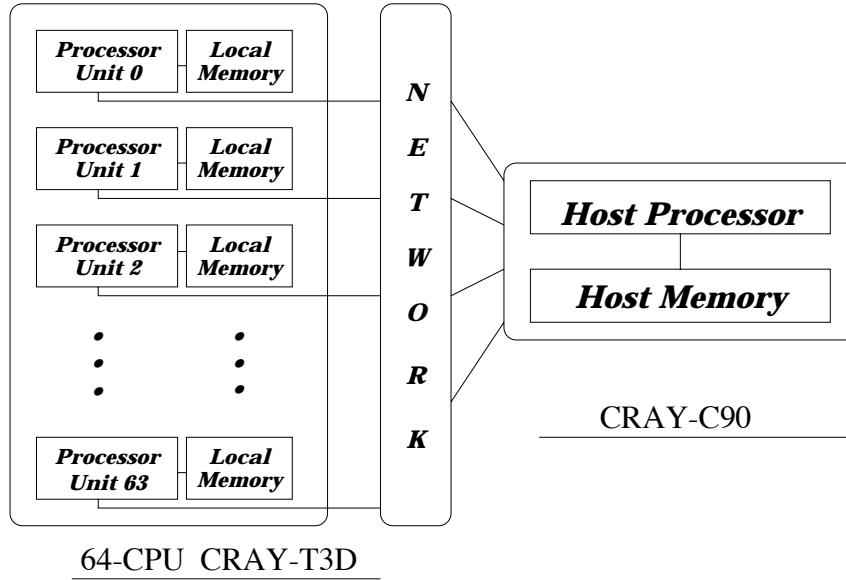 Processor
Unit 0
Local
Memory
Processor
Unit 1
Local
Memory
Processor
Unit 2
Local
Memory
Processor
Unit 63
Local
Memory
64-CPU CRAY-T3D
N
E
T
W
O
R
K
Host Processor
Host Memory
CRAY-C90